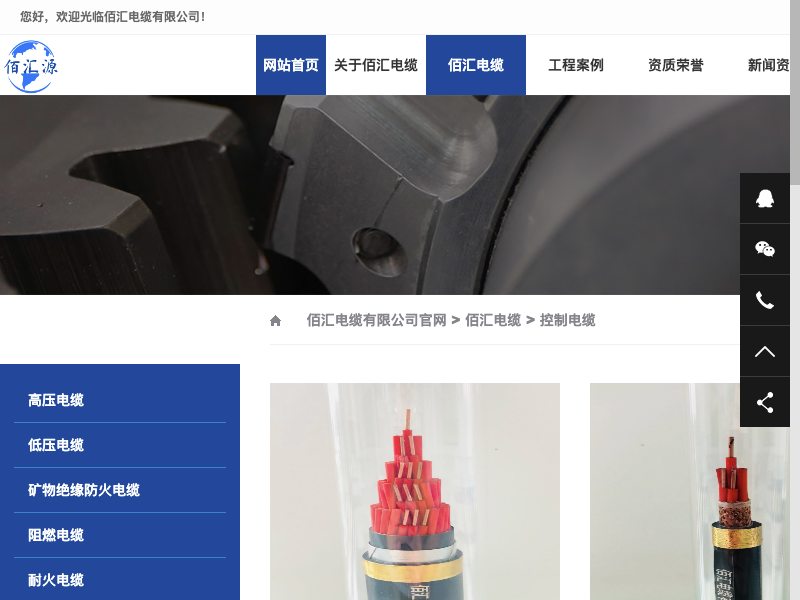 您好，欢迎光临佰汇电缆有限公司！
佰汇源
网站首页 关于佰汇电缆 佰汇电缆 工程案例 资质荣誉 新闻资
佰汇电缆有限公司官网 > 佰汇电缆 > 控制电缆
高压电缆
低压电缆
矿物绝缘防火电缆
阻燃电缆
耐火电缆